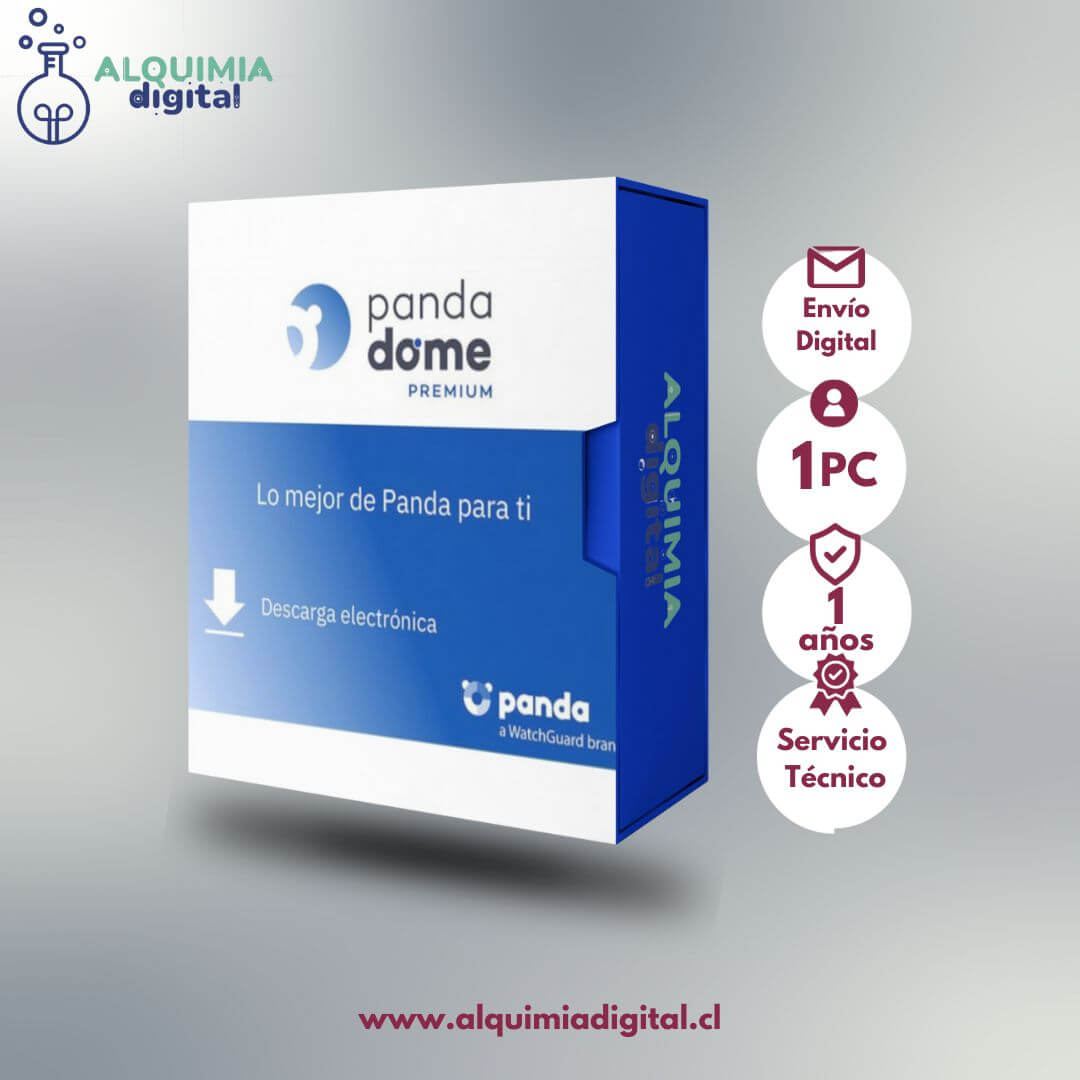 ALQUIMIA
digital
panda
dome
PREMIUM
Lo mejor de Panda para ti
Descarga electrónica
panda
a WatchGuard bran
ALQUIMIA
digital
Envío
Digital
1PC
1
años
Servicio
Técnico
www.alquimiadigital.cl